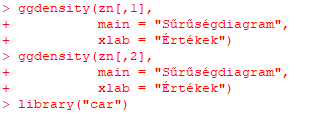 > ggdensity(zn[,1],
+ main = "Sűrűségdiagram",
+ xlab = "Értékek")
> ggdensity(zn[,2],
+ main = "Sűrűségdiagram",
+ xlab = "Értékek")
> library("car")